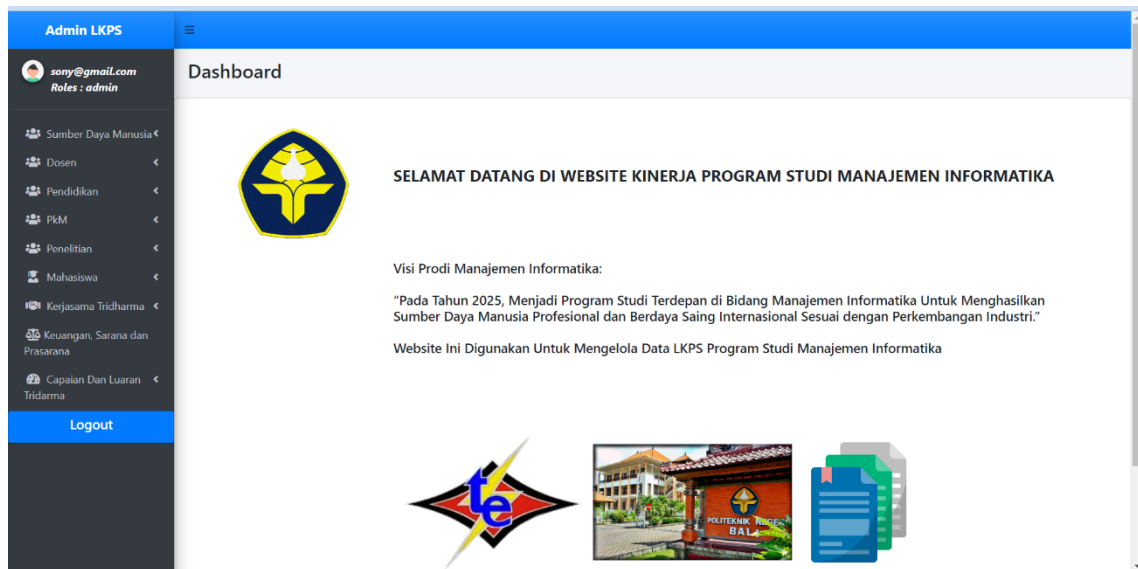 Admin LKPS
sony@gmail.com
Roles : admin
Sumber Daya Manusia
Dosen
Pendidikan
PkM
Penelitian
Mahasiswa
Kerjasama Tridharma
Keuangan, Sarana dan
Prasarana
Capaian Dan Luaran
Tridarma
Logout
Dashboard
SELAMAT DATANG DI WEBSITE KINERJA PROGRAM STUDI MANAJEMEN INFORMATIKA
Visi Prodi Manajemen Informatika:
“Pada Tahun 2025, Menjadi Program Studi Terdepan di Bidang Manajemen Informatika Untuk Menghasilkan
Sumber Daya Manusia Profesional dan Berdaya Saing Internasional Sesuai dengan Perkembangan Industri.”
Website Ini Digunakan Untuk Mengelola Data LKPS Program Studi Manajemen Informatika
te
POLITEKNIK NEGERI
BALI